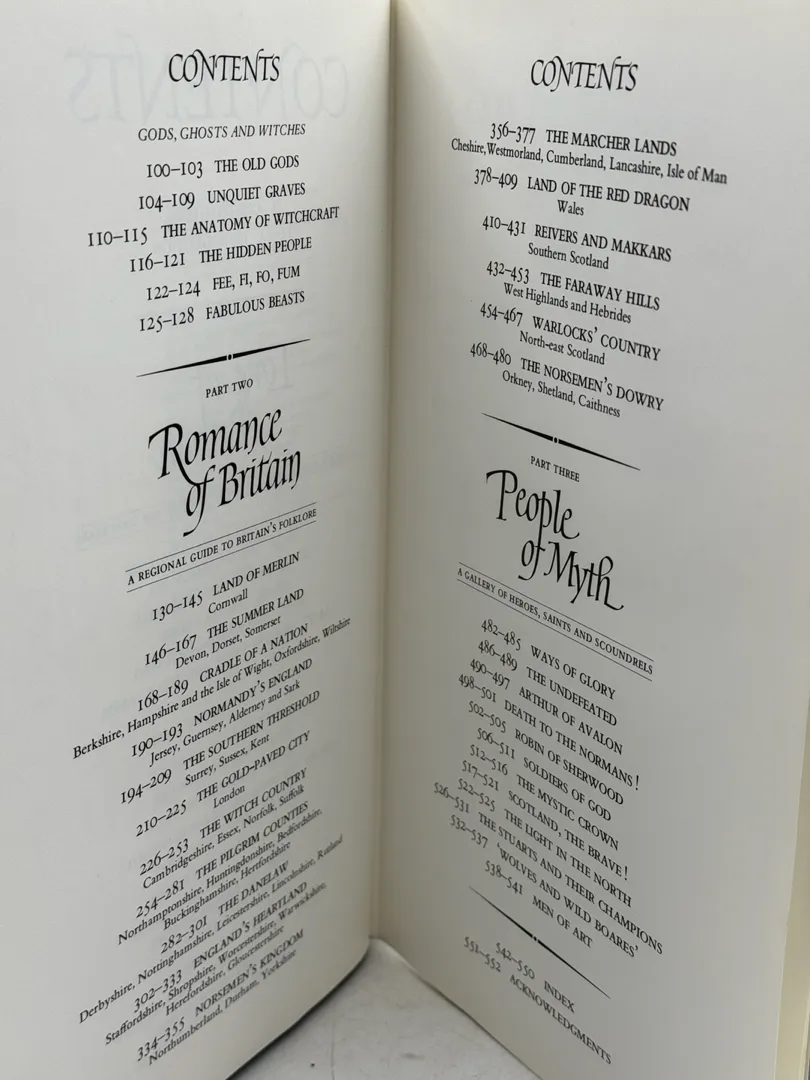 CONTENTS
GODS, GHOSTS AND WITCHES
100–103 THE OLD GODS
104–109 UNQUIET GRAVES
110–115 THE ANATOMY OF WITCHCRAFT
116–121 THE HIDDEN PEOPLE
122–124 FEE, FI, FO, FUM
125–128 FABULOUS BEASTS
PART TWO
Romance
of Britain
A REGIONAL GUIDE TO BRITAIN'S FOLKLORE
130–145 LAND OF MERLIN
Cornwall
146–167 THE SUMMER LAND
Devon, Dorset, Somerset
168–189 CRADLE OF A NATION
Berkshire, Hampshire and the Isle of Wight, Oxfordshire, Wiltshire
190–193 NORMANDY'S ENGLAND
Jersey, Guernsey, Alderney and Sark
194–209 THE SOUTHERN THRESHOLD
Surrey, Sussex, Kent
210–225 THE GOLD-PAVED CITY
London
226–253 THE WITCH COUNTRY
Cambridgeshire, Essex, Norfolk, Suffolk
254–281 THE PILGRIM COUNTIES
Northamptonshire, Huntingdonshire, Bedfordshire,
Buckinghamshire, Hertfordshire
282–301 THE DANELAW
Derbyshire, Nottinghamshire, Leicestershire, Lincolnshire, Rutland
302–333 ENGLAND'S HEARTLAND
Staffordshire, Shropshire, Worcestershire, Warwickshire,
Herefordshire, Gloucestershire
334–355 NORSEMEN'S KINGDOM
Northumberland, Durham, Yorkshire
CONTENTS
356–377 THE MARCHER LANDS
Cheshire, Westmorland, Cumberland, Lancashire, Isle of Man
378–409 LAND OF THE RED DRAGON
Wales
410–431 REIVERS AND MAKKARS
Southern Scotland
432–453 THE FARAWAY HILLS
West Highlands and Hebrides
454–467 WARLOCKS' COUNTRY
North-east Scotland
468–480 THE NORSEMEN'S DOWRY
Orkney, Shetland, Caithness
PART THREE
People
of Myth
A GALLERY OF HEROES, SAINTS AND SCOUNDRELS
482–485 WAYS OF GLORY
486–489 THE UNDEFEATED
490–497 ARTHUR OF AVALON
498–501 DEATH TO THE NORMANS!
502–505 ROBIN OF SHERWOOD
506–511 SOLDIERS OF GOD
512–516 THE MYSTIC CROWN
517–521 SCOTLAND, THE BRAVE!
522–525 THE LIGHT IN THE NORTH
526–531 THE STUARTS AND THEIR CHAMPIONS
532–537 'WOLVES AND WILD BOARES'
538–541 MEN OF ART
542–550 INDEX
551–552 ACKNOWLEDGMENTS